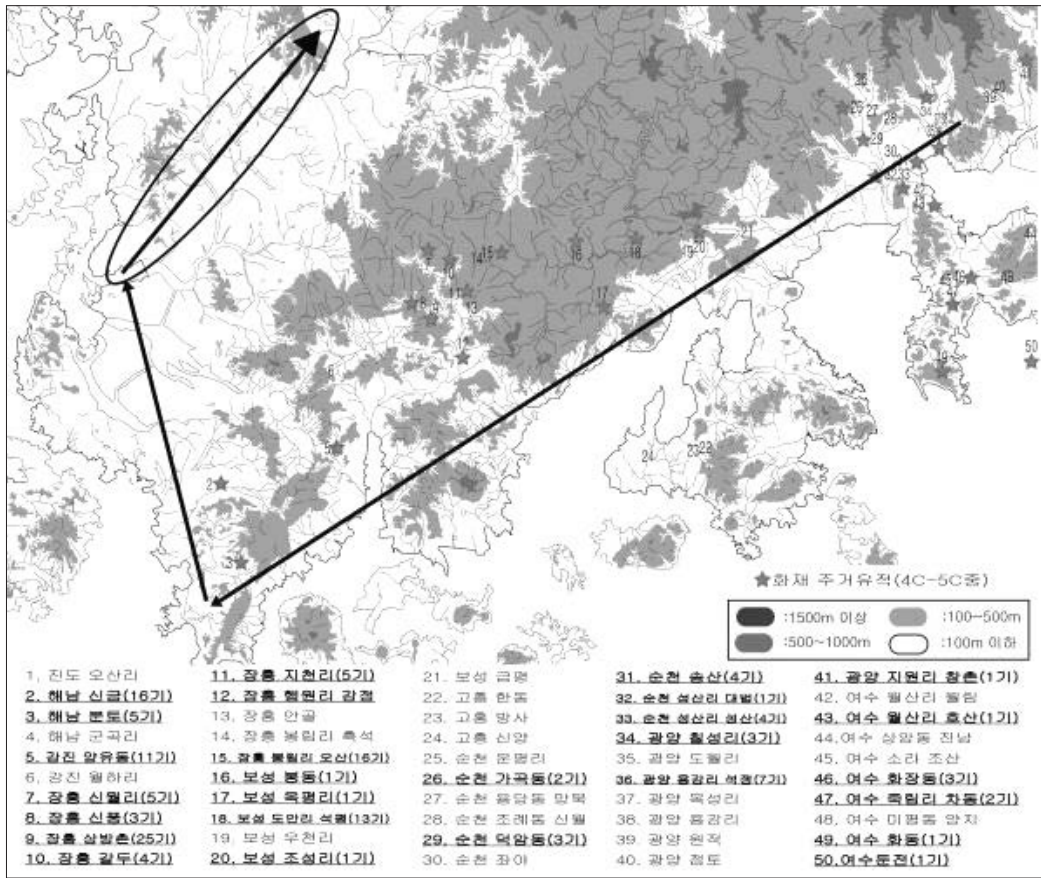 ★화재 주거유적(4C-5C중)
:1500m 이상
:100-500m
:500~1000m
:100m 이하
1, 진도 오산리
2. 해남 신금(16기)
3. 해남 분토(5기)
4. 해남 군곡리
5. 강진 양유동(11기)
6. 강진 월하리
7. 장흥 신월리(5기)
8. 장흥 신풍(3기)
9. 장흥 상방촌(25기)
10. 장흥 갈두(4기)
11. 장흥 지천리(5기)
12. 장흥 행원리 강정
13. 장흥 안골
14. 장흥 봉림리 흑석
15. 장흥 봉림리 오산(16기)
16. 보성 봉동(1기)
17. 보성 옥평리(1기)
18. 보성 도안리 석평(13기)
19. 보성 우천리
20. 보성 조성리(1기)
21. 보성 금평
22. 고흥 한동
23. 고흥 방사
24. 고흥 신양
25. 순천 운평리
26. 순천 가곡동(2기)
27. 순천 용당동 망북
28. 순천 조례동 신월
29. 순천 덕암동(3기)
30. 순천 좌야
31. 순천 송산(4기)
32. 순천 성산리 대법(1기)
33. 순천 성산리 성산(4기)
34. 광양 칠성리(3기)
35. 광양 도월리
36. 광양 용강리 석정(7기)
37. 광양 목성리
38. 광양 용강리
39. 광양 원적
40. 광양 점토
41. 광양 지원리 창촌(1기)
42. 여수 월산리 월림
43. 여수 월산리 호산(1기)
44.여수 상암동 진남
45. 여수 소라 조산
46. 여수 화장동(3기)
47. 여수 죽림리 차동(2기)
48. 여수 미평동 양지
49. 여수 화동(1기)
50.여수둔전(1기)